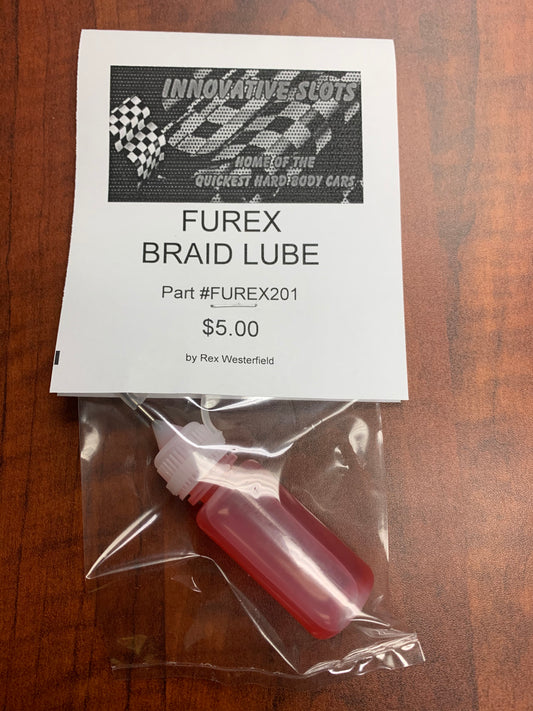 INNOVATIVE SLOTS
HOME OF THE
QUICKEST HARD BODY CARS
FUREX
BRAID LUBE
Part #FUREX201
$5.00
by Rex Westerfield